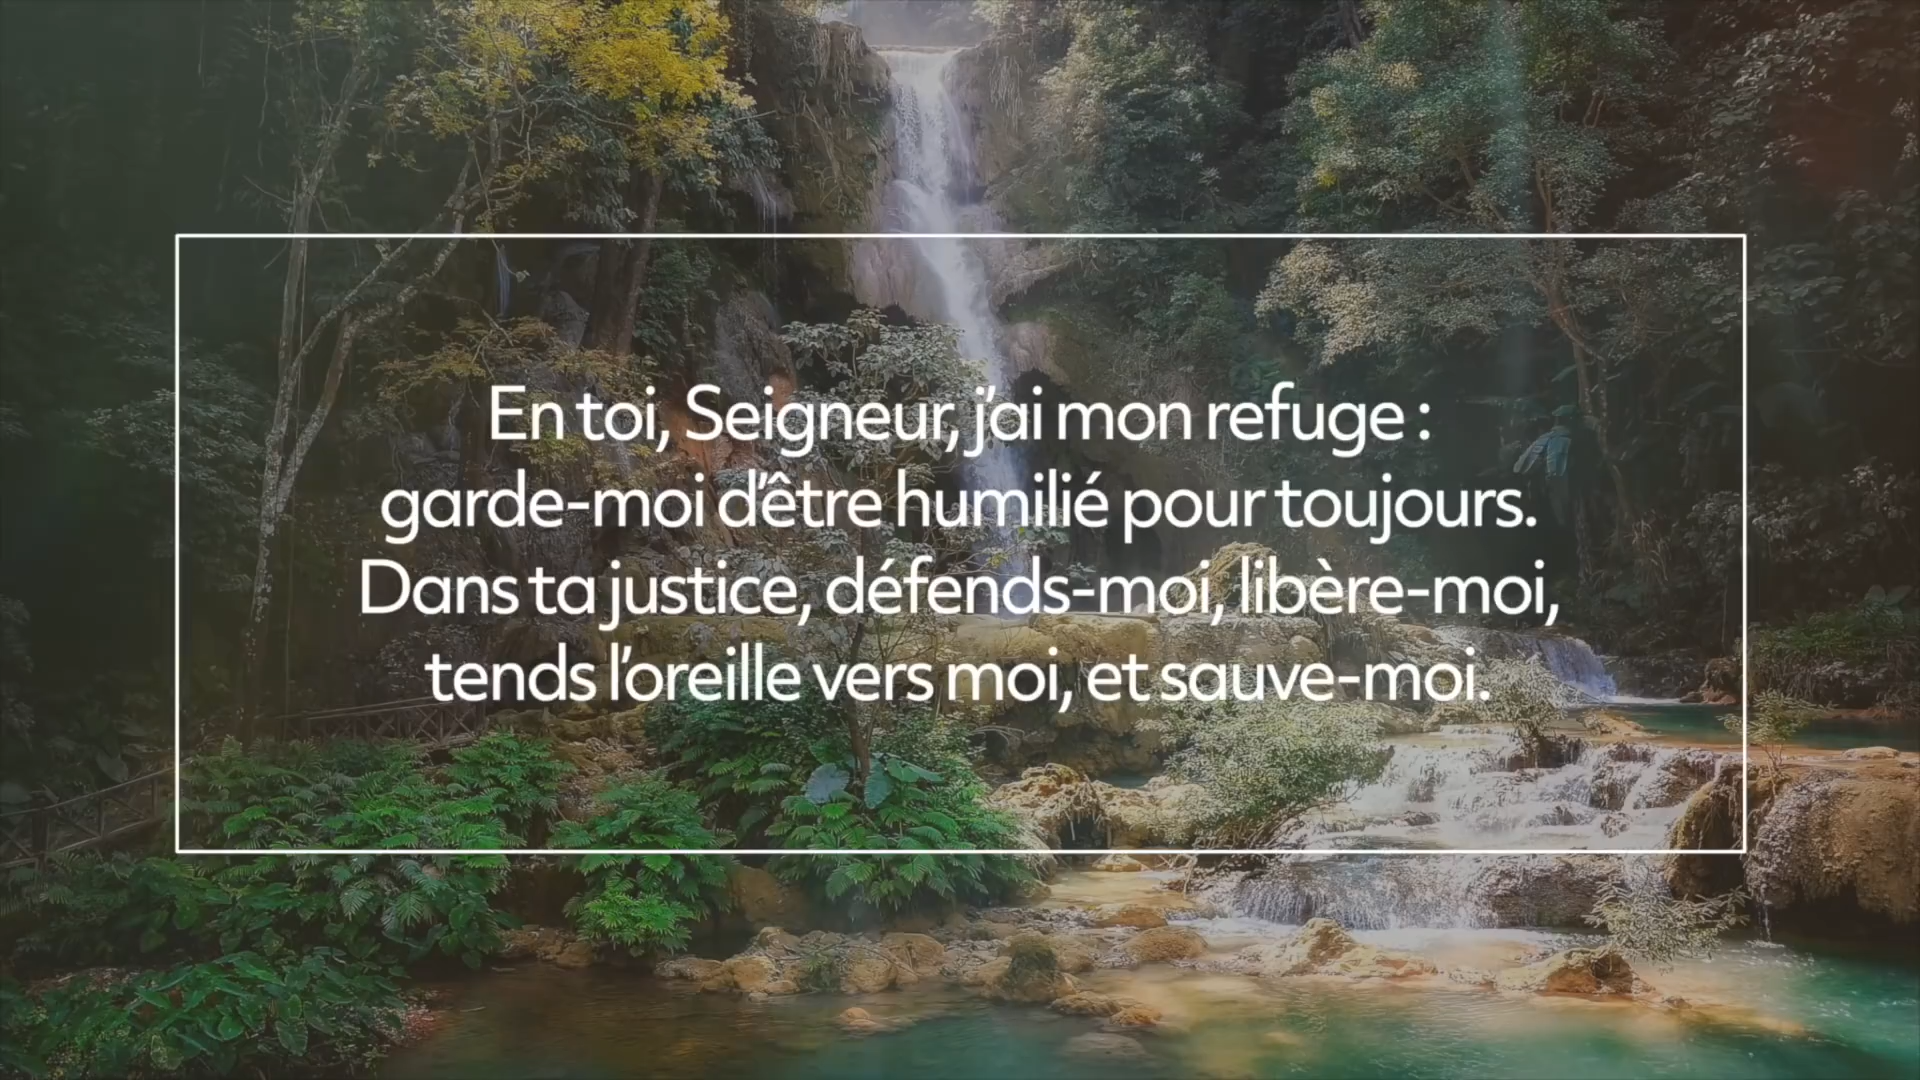 En toi, Seigneur, j'ai mon refuge :
garde-moi d'être humilié pour toujours.
Dans ta justice, défends-moi, libère-moi,
tends l'oreille vers moi, et sauve-moi.